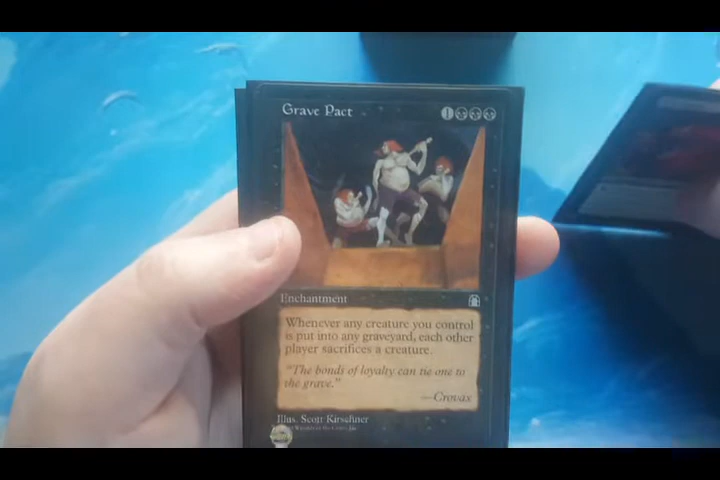 Grave Pact 1
Enchantment
Whenever any creature you control
is put into any graveyard, each other
player sacrifices a creature.
"The bonds of loyalty can tie one to
the grave."
—Crovax
Illus. Scott Kirschner